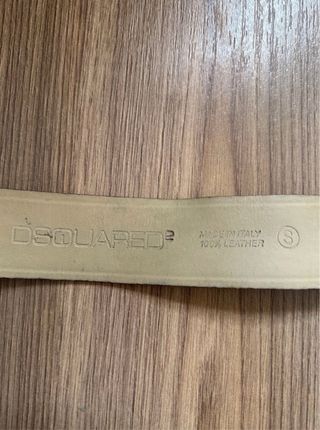 DSQUARED2
MADE IN ITALY
100% LEATHER
S